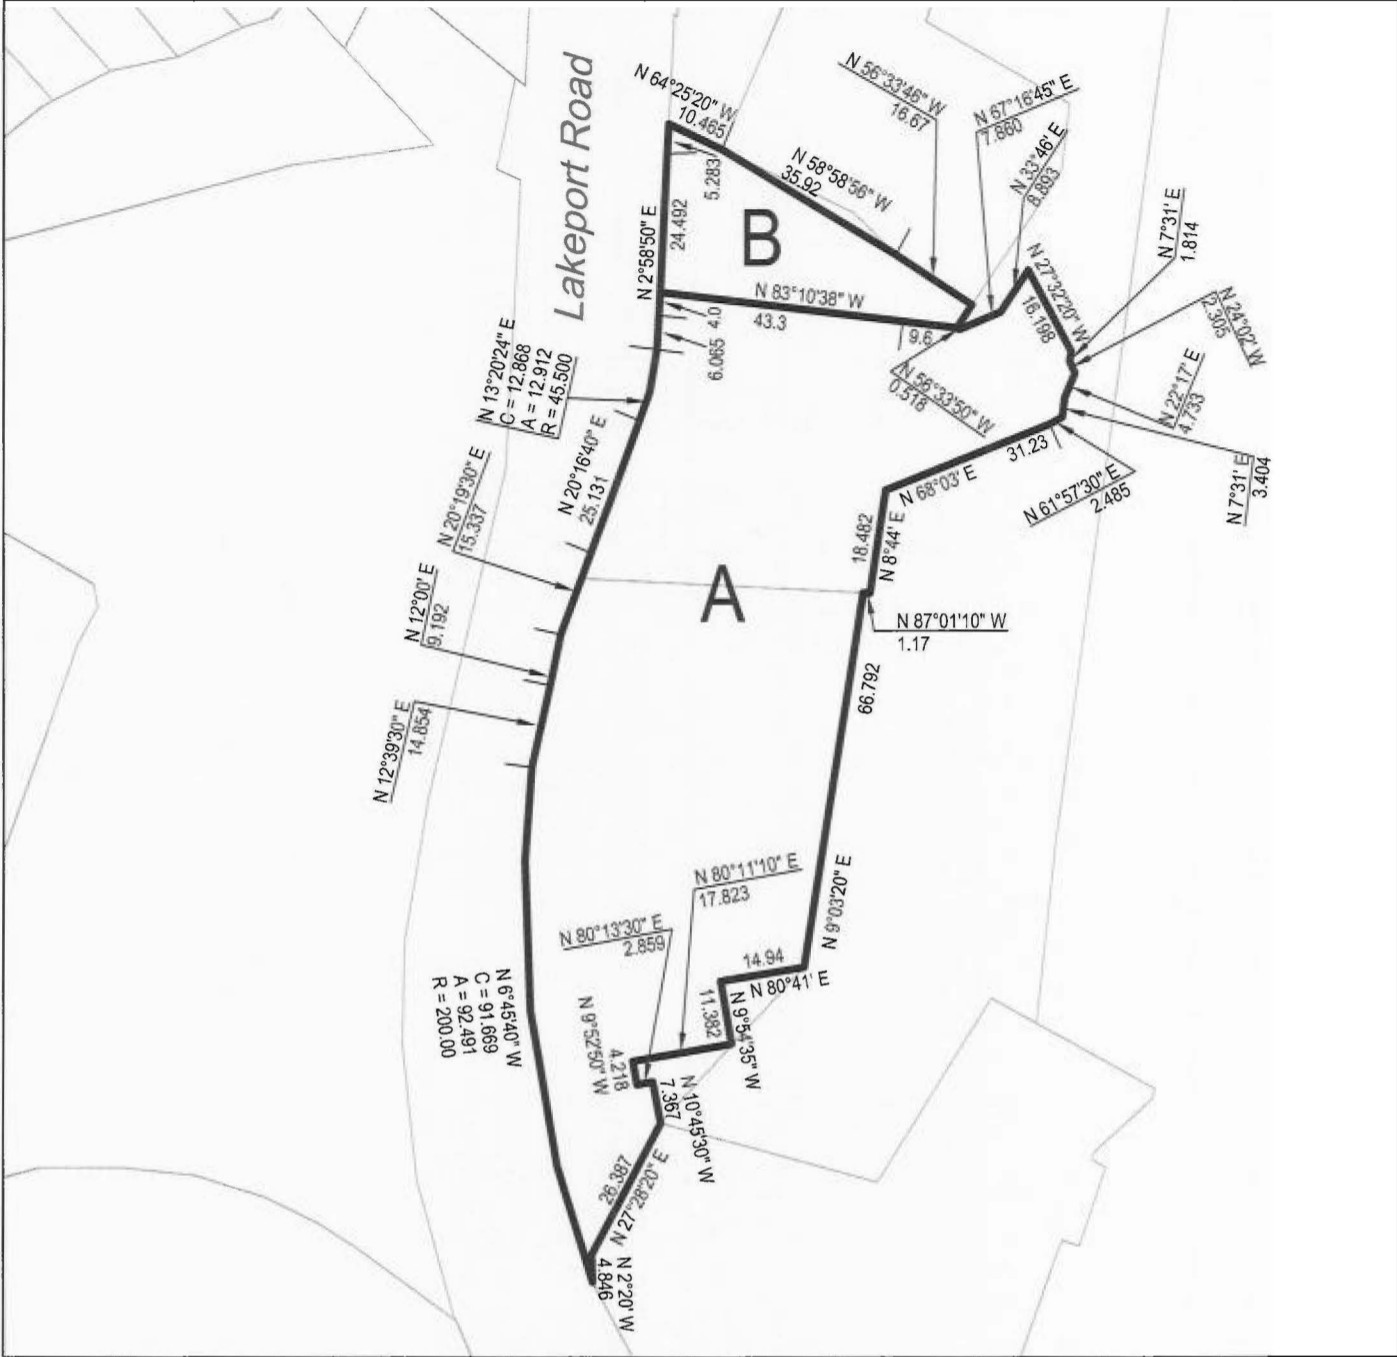 Lakeport Road
N 64°25'20" W
10.465
N 56°33'46" W
16.67
N 67°16'45" E
7.860
N 33°46' E
8.893
N 58°58'56" W
35.92
5.283
24.492
N 2°58'50" E
B
N 7°31' E
1.814
N 27°32'20" W
16.198
N 24°02' W
2.305
N 83°10'38" W
43.3
9.6
4.0
6.065
N 13°20'24" E
C = 12.868
A = 12.912
R = 45.500
N 56°33'50" W
0.518
N 22°17' E
4.733
N 7°31' E
3.404
31.23
N 68°03' E
N 61°57'30" E
2.485
N 20°16'40" E
25.131
N 20°19'30" E
15.337
18.482
N 8°44' E
N 12°00' E
9.192
A
N 87°01'10" W
1.17
N 12°39'30" E
14.854
66.792
N 9°03'20" E
N 80°11'10" E
17.823
N 80°13'30" E
2.859
14.94
N 80°41' E
11.382
N 9°54'35" W
N 6°45'40" W
C = 91.669
A = 92.491
R = 200.00
N 9°52'50" W
4.218
N 10°45'30" W
7.367
26.387
N 27°28'20" E
N 2°20' W
4.846